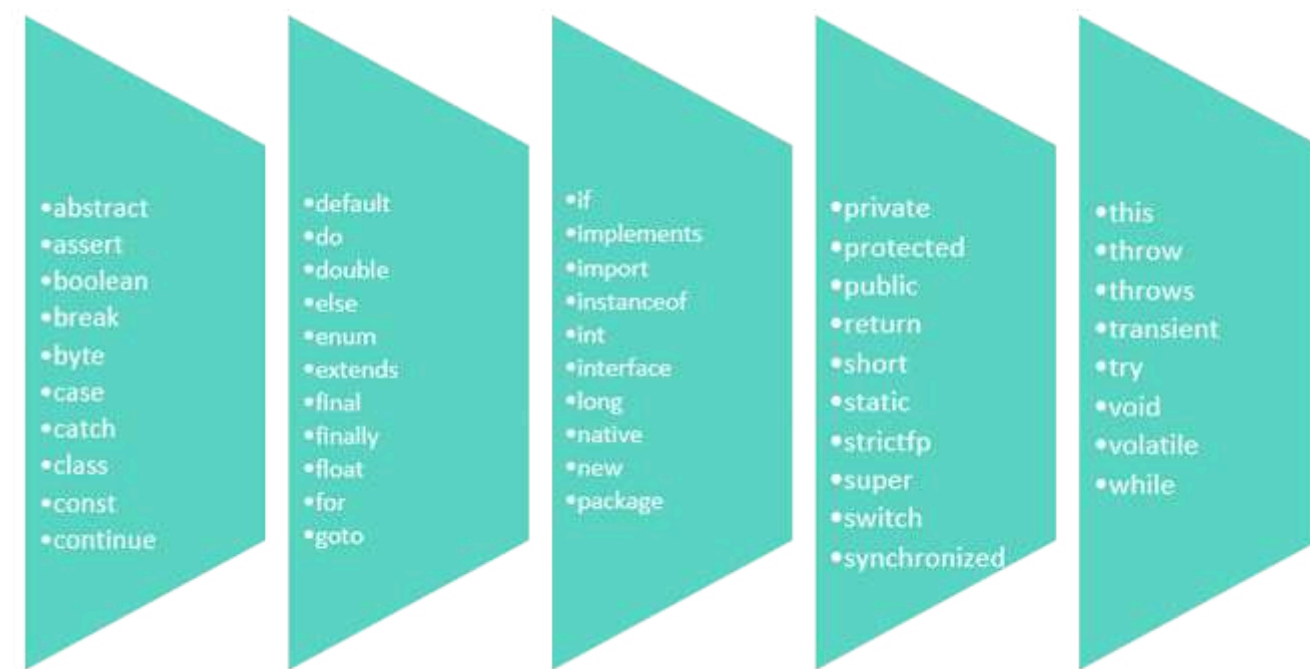 •abstract
•assert
•boolean
•break
•byte
•case
•catch
•class
•const
•continue
•default
•do
•double
•else
•enum
•extends
•final
•finally
•float
•for
•goto
•if
•implements
•import
•instanceof
•int
•interface
•long
•native
•new
•package
•private
•protected
•public
•return
•short
•static
•strictfp
•super
•switch
•synchronized
•this
•throw
•throws
•transient
•try
•void
•volatile
•while